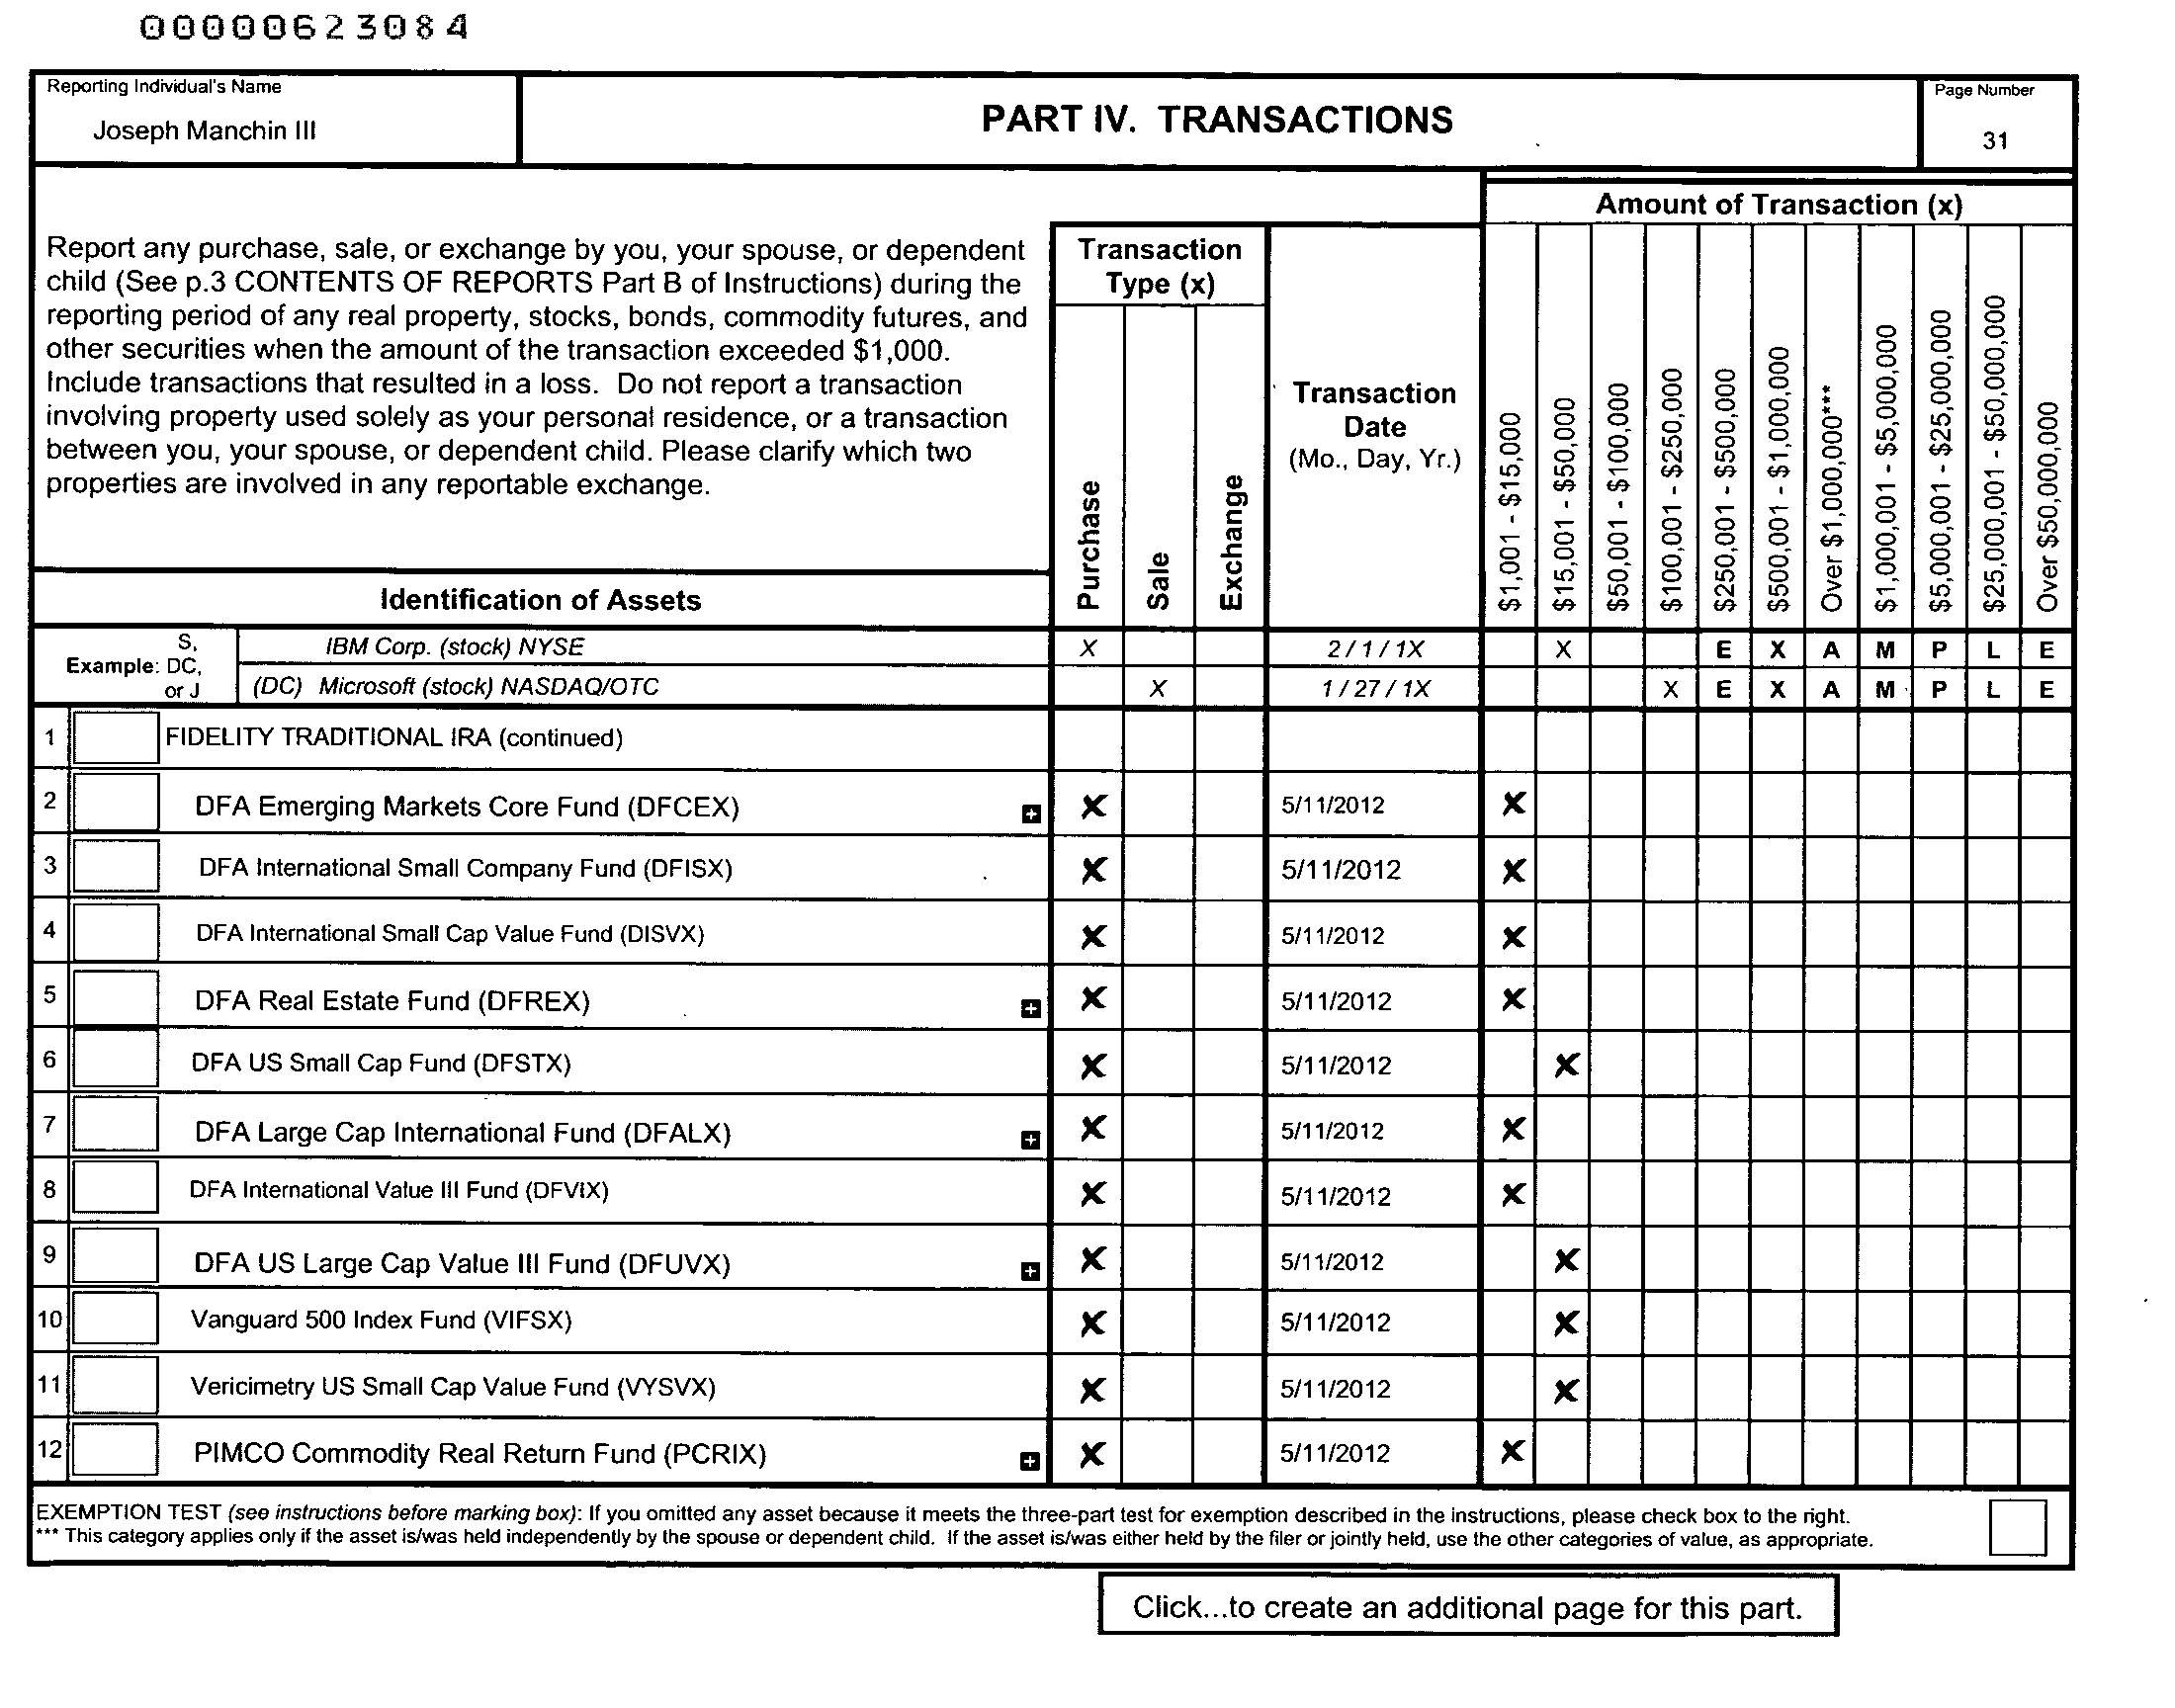 00000623084
Reporting Individual's Name
Joseph Manchin III
PART IV. TRANSACTIONS
Page Number
31
Report any purchase, sale, or exchange by you, your spouse, or dependent
child (See p.3 CONTENTS OF REPORTS Part B of Instructions) during the
reporting period of any real property, stocks, bonds, commodity futures, and
other securities when the amount of the transaction exceeded $1,000.
Include transactions that resulted in a loss. Do not report a transaction
involving property used solely as your personal residence, or a transaction
between you, your spouse, or dependent child. Please clarify which two
properties are involved in any reportable exchange.
Transaction
Type (x)
Purchase
Sale
Exchange
Transaction
Date
(Mo., Day, Yr.)
Amount of Transaction (x)
$1,001 - $15,000
$15,001 - $50,000
$50,001 - $100,000
$100,001 - $250,000
$250,001 - $500,000
$500,001 - $1,000,000
Over $1,000,000***
$1,000,001 - $5,000,000
$5,000,001 - $25,000,000
$25,000,001 - $50,000,000
Over $50,000,000
Identification of Assets
Example: S, DC, or J
IBM Corp. (stock) NYSE X 2 / 1 / 1X X E X A M P L E
(DC) Microsoft (stock) NASDAQ/OTC X 1 / 27 / 1X X E X A M P L E
1 FIDELITY TRADITIONAL IRA (continued)
2 DFA Emerging Markets Core Fund (DFCEX) + X 5/11/2012 X
3 DFA International Small Company Fund (DFISX) X 5/11/2012 X
4 DFA International Small Cap Value Fund (DISVX) X 5/11/2012 X
5 DFA Real Estate Fund (DFREX) + X 5/11/2012 X
6 DFA US Small Cap Fund (DFSTX) X 5/11/2012 X
7 DFA Large Cap International Fund (DFALX) + X 5/11/2012 X
8 DFA International Value III Fund (DFVIX) X 5/11/2012 X
9 DFA US Large Cap Value III Fund (DFUVX) + X 5/11/2012 X
10 Vanguard 500 Index Fund (VIFSX) X 5/11/2012 X
11 Vericimetry US Small Cap Value Fund (VYSVX) X 5/11/2012 X
12 PIMCO Commodity Real Return Fund (PCRIX) + X 5/11/2012 X
EXEMPTION TEST (see instructions before marking box): If you omitted any asset because it meets the three-part test for exemption described in the instructions, please check box to the right.
*** This category applies only if the asset is/was held independently by the spouse or dependent child. If the asset is/was either held by the filer or jointly held, use the other categories of value, as appropriate.
Click...to create an additional page for this part.